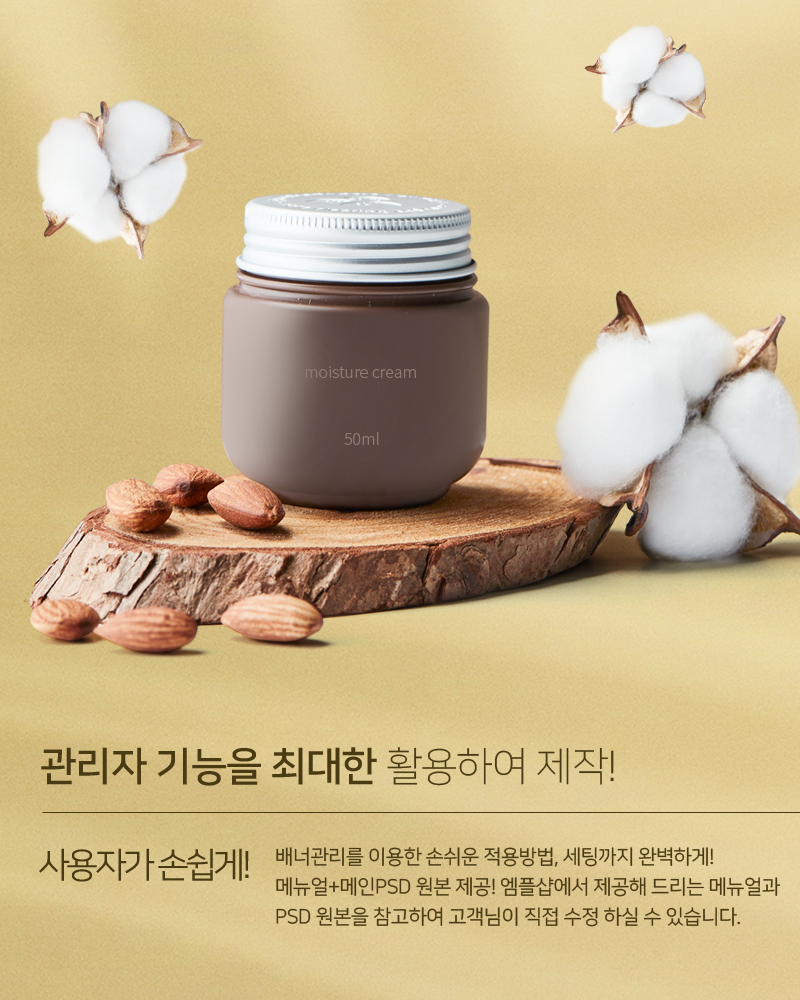 moisture cream
50ml
관리자 기능을 최대한 활용하여 제작!
사용자가 손쉽게!
배너관리를 이용한 손쉬운 적용방법, 세팅까지 완벽하게!
메뉴얼+메인PSD 원본 제공! 엠플샵에서 제공해 드리는 메뉴얼과
PSD 원본을 참고하여 고객님이 직접 수정 하실 수 있습니다.